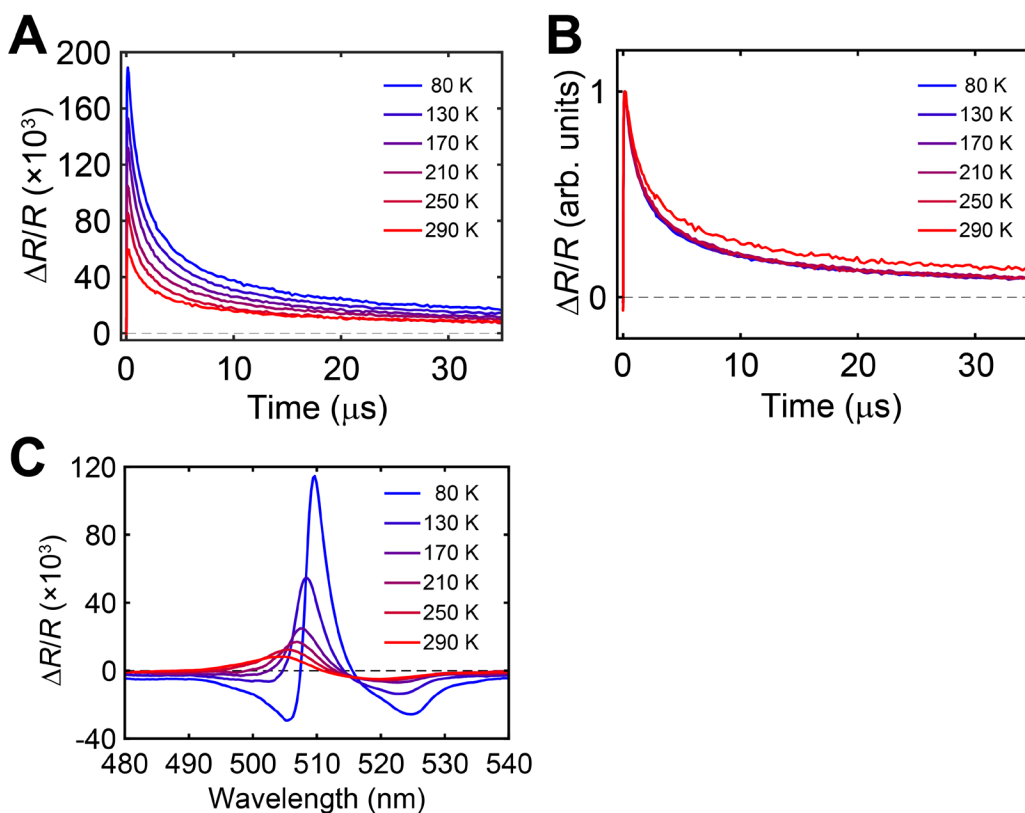 A
200
160
120
80
40
0
ΔR/R (×10³)
80 K
130 K
170 K
210 K
250 K
290 K
0 10 20 30
Time (μs)
B
1
0
ΔR/R (arb. units)
80 K
130 K
170 K
210 K
250 K
290 K
0 10 20 30
Time (μs)
C
120
80
40
0
-40
ΔR/R (×10³)
80 K
130 K
170 K
210 K
250 K
290 K
480 490 500 510 520 530 540
Wavelength (nm)